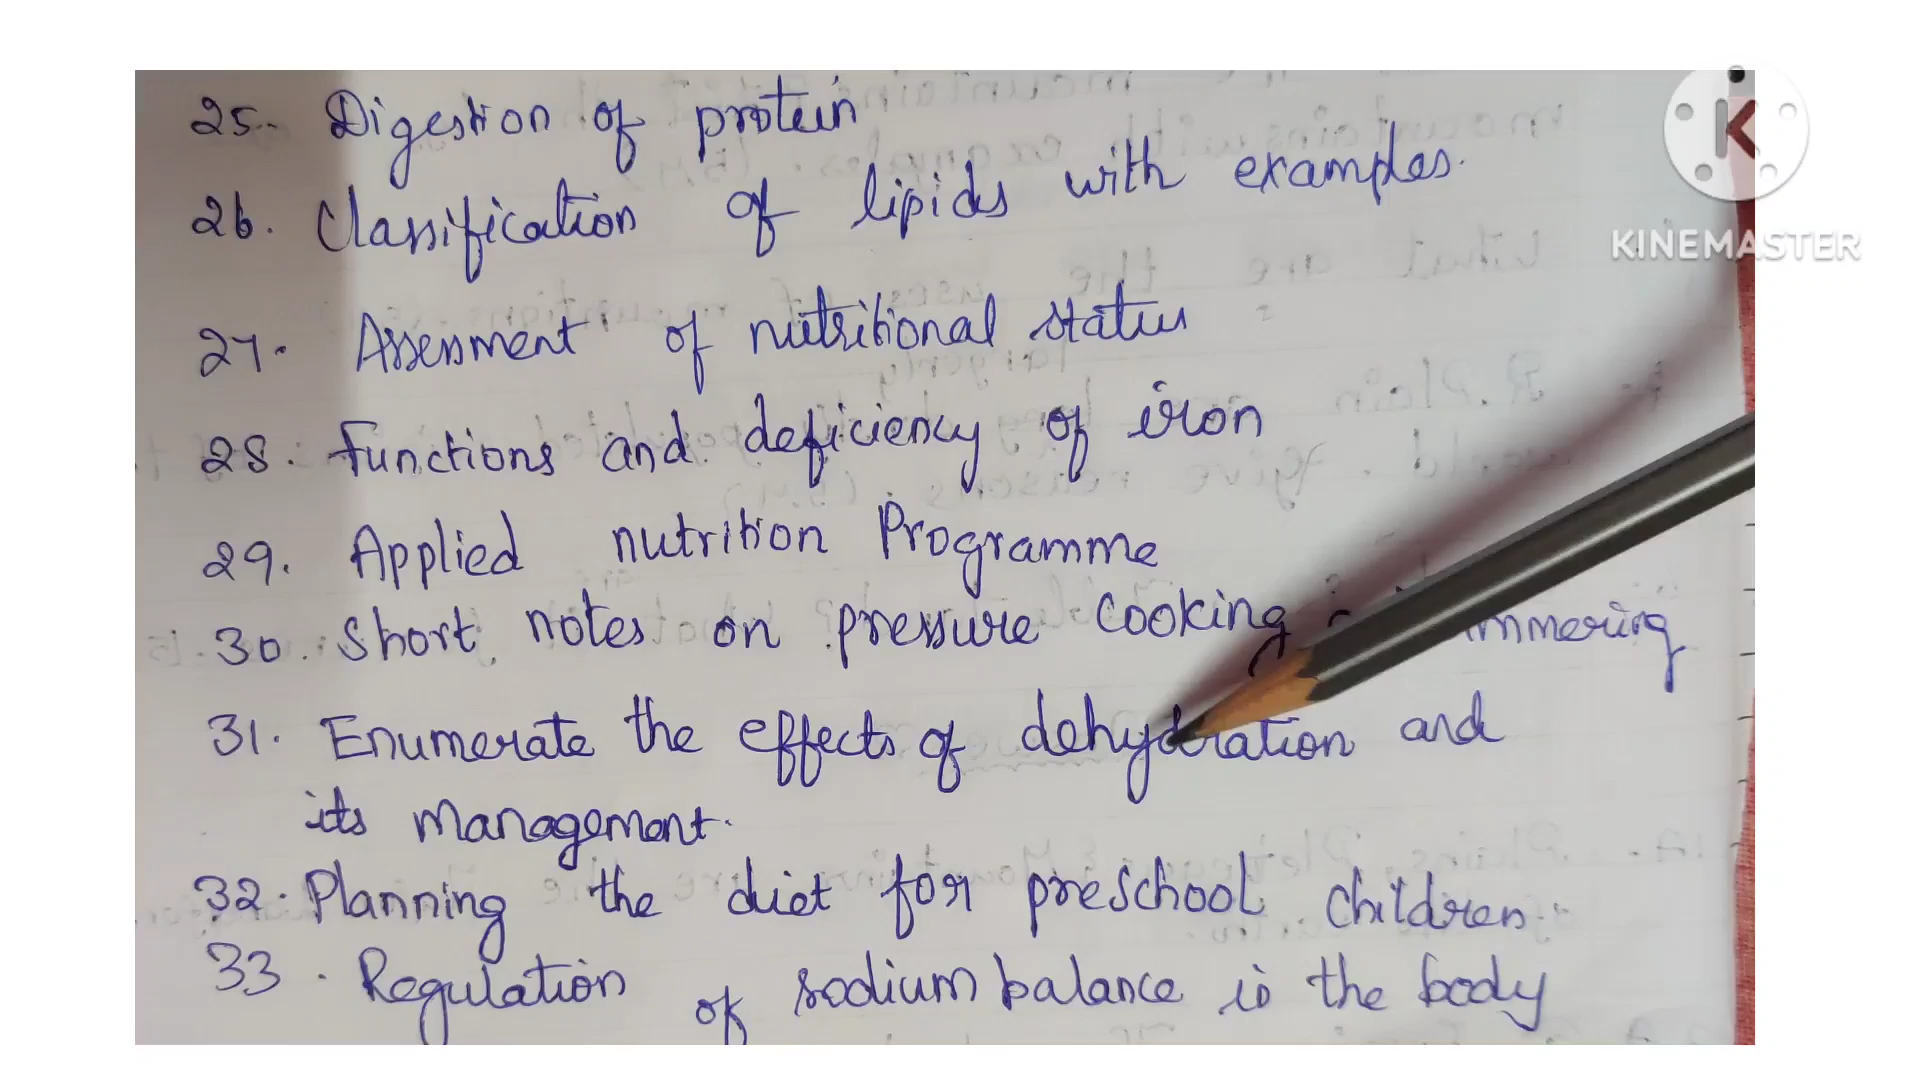 25. Digestion of protein
26. Classification of lipids with examples.
27. Assessment of nutritional status
28. Functions and deficiency of iron
29. Applied nutrition Programme
30. Short notes on pressure cooking
31. Enumerate the effects of dehydration and
its management.
32. Planning the diet for preschool children.
33. Regulation of sodium balance in the body
K
KINEMASTER